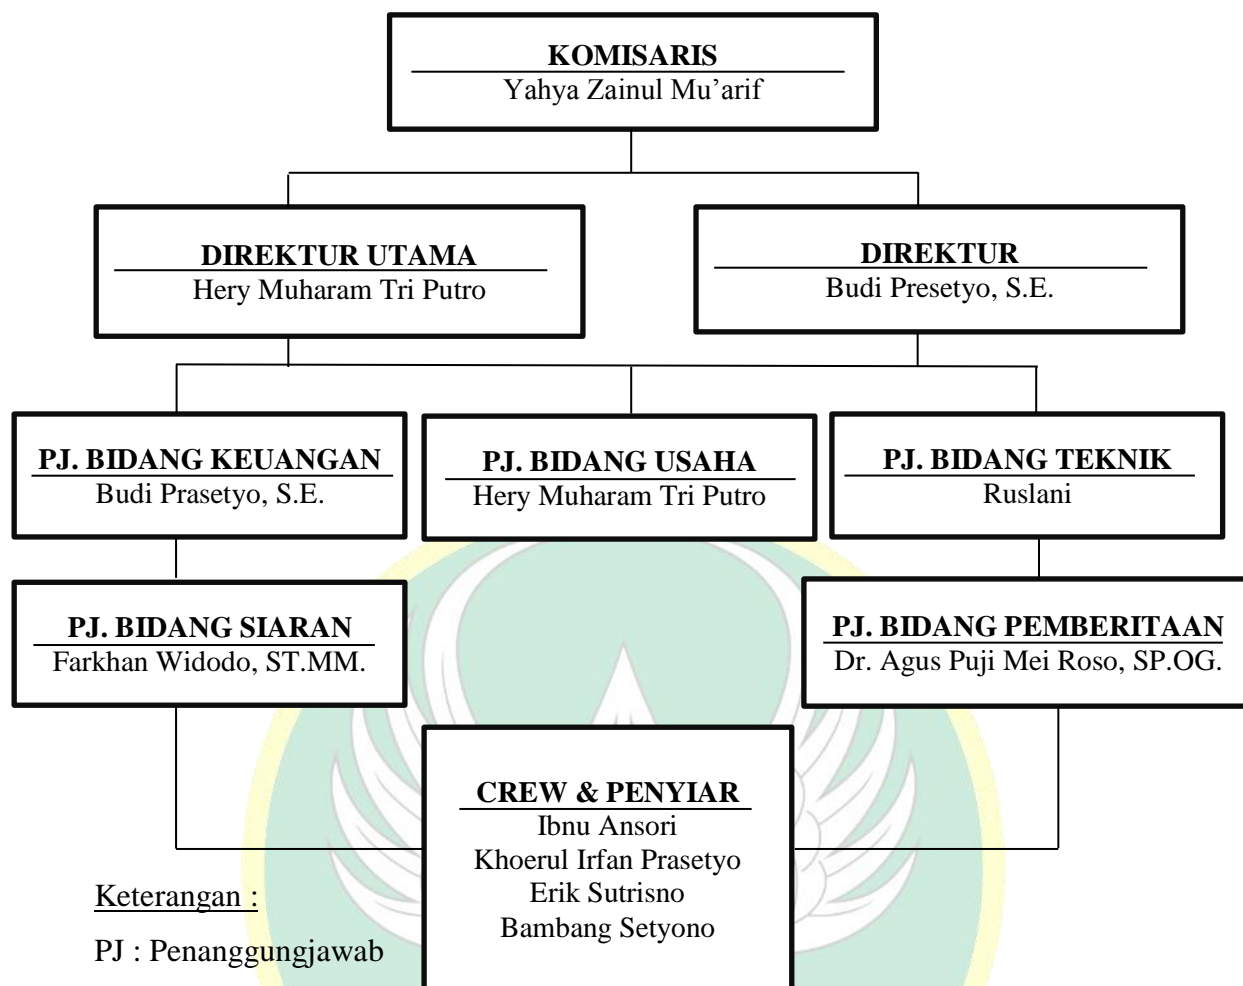 KOMISARIS
Yahya Zainul Mu’arif
DIREKTUR UTAMA
Hery Muharam Tri Putro
DIREKTUR
Budi Presetyo, S.E.
PJ. BIDANG KEUANGAN
Budi Prasetyo, S.E.
PJ. BIDANG USAHA
Hery Muharam Tri Putro
PJ. BIDANG TEKNIK
Ruslani
PJ. BIDANG SIARAN
Farkhan Widodo, ST.MM.
PJ. BIDANG PEMBERITAAN
Dr. Agus Puji Mei Roso, SP.OG.
CREW & PENYIAR
Ibnu Ansori
Khoerul Irfan Prasetyo
Erik Sutrisno
Bambang Setyono
Keterangan :
PJ : Penanggungjawab